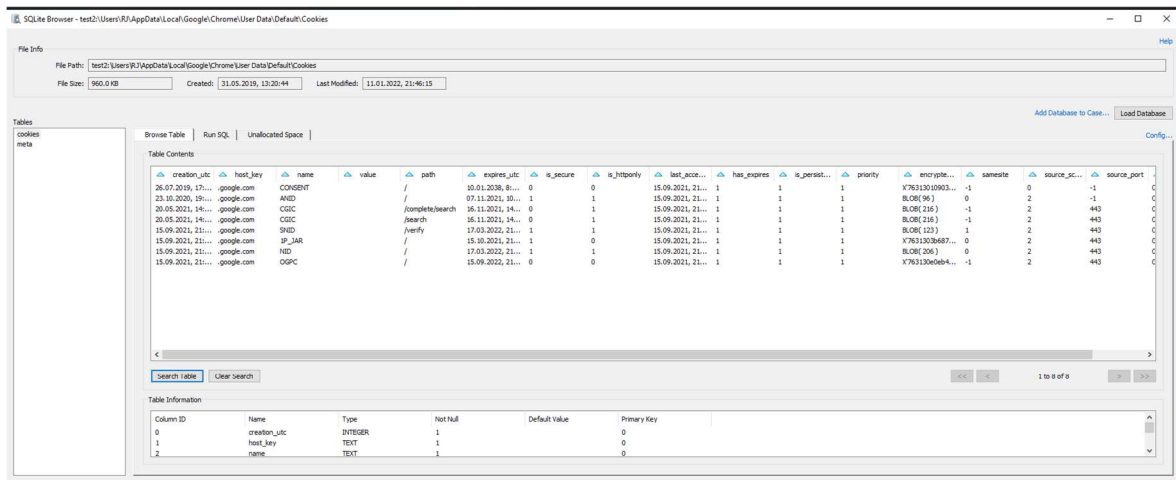 SQLite Browser - test2:\Users\RJ\AppData\Local\Google\Chrome\User Data\Default\Cookies
Help
File Info
File Path: test2:\Users\RJ\AppData\Local\Google\Chrome\User Data\Default\Cookies
File Size: 960.0 KB Created: 31.05.2019, 13:20:44 Last Modified: 11.01.2022, 21:46:15
Add Database to Case... Load Database
Tables
cookies
meta
Browse Table Run SQL Unallocated Space Config...
Table Contents
creation_utc host_key name value path expires_utc is_secure is_httponly last_acce... has_expires is_persist... priority encrypte... samesite source_sc... source_port
26.07.2019, 17:... .google.com CONSENT / 10.01.2038, 8:... 0 0 15.09.2021, 21... 1 1 1 X'76313010903... -1 0 -1
23.10.2020, 19:... .google.com ANID / 07.11.2021, 10... 1 1 15.09.2021, 21... 1 1 1 BLOB( 96 ) 0 2 -1
20.05.2021, 14:... .google.com CGIC /complete/search 16.11.2021, 14... 0 1 15.09.2021, 21... 1 1 1 BLOB( 216 ) -1 2 443
20.05.2021, 14:... .google.com CGIC /search 16.11.2021, 14... 0 1 15.09.2021, 21... 1 1 1 BLOB( 216 ) -1 2 443
15.09.2021, 21:... .google.com SNID /verify 17.03.2022, 21... 1 1 15.09.2021, 21... 1 1 1 BLOB( 123 ) 1 2 443
15.09.2021, 21:... .google.com 1P_JAR / 15.10.2021, 21... 1 0 15.09.2021, 21... 1 1 1 X'7631303b687... 0 2 443
15.09.2021, 21:... .google.com NID / 17.03.2022, 21... 1 1 15.09.2021, 21... 1 1 1 BLOB( 206 ) 0 2 443
15.09.2021, 21:... .google.com OGPC / 15.09.2022, 21... 0 0 15.09.2021, 21... 1 1 1 X'763130e0eb4... -1 2 443
< >
Search Table Clear Search << < 1 to 8 of 8 > >>
Table Information
Column ID Name Type Not Null Default Value Primary Key
0 creation_utc INTEGER 1 0
1 host_key TEXT 1 0
2 name TEXT 1 0